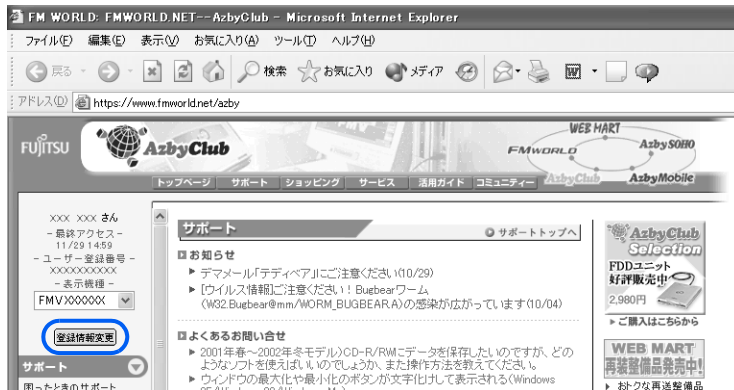 FM WORLD: FMWORLD.NET--AzbyClub - Microsoft Internet Explorer
ファイル(F) 編集(E) 表示(V) お気に入り(A) ツール(T) ヘルプ(H)
戻る 検索 お気に入り メディア
アドレス(D) https://www.fmworld.net/azby
FUJITSU AzbyClub
WEB MART
FMWORLD AzbySOHO
AzbyClub AzbyMobile
トップページ サポート ショッピング サービス 活用ガイド コミュニティー
xxx xxx さん
- 最終アクセス -
11/29 14:59
- ユーザー登録番号 -
XXXXXXXXXX
- 表示機種 -
FMVXXXXXX
登録情報変更
サポート
困ったときのサポート
サポート サポートトップへ
お知らせ
デマメール「テディベア」にご注意ください(10/29)
[ウイルス情報]ご注意ください！Bugbearワーム
(W32.Bugbear@mm/WORM_BUGBEAR.A)の感染が広がっています(10/04)
よくあるお問い合せ
2001年春～2002年冬モデル)CD-R/RWにデータを保存したいのですが、どの
ようなソフトを使えばいいのでしょうか、また操作方法を教えてください。
ウィンドウの最大化や最小化のボタンが文字化けして表示される(Windows
AzbyClub
Selection
FDDユニット
好評販売中!
2,980円
ご購入はこちらから
WEB MART
再装備品発売中!